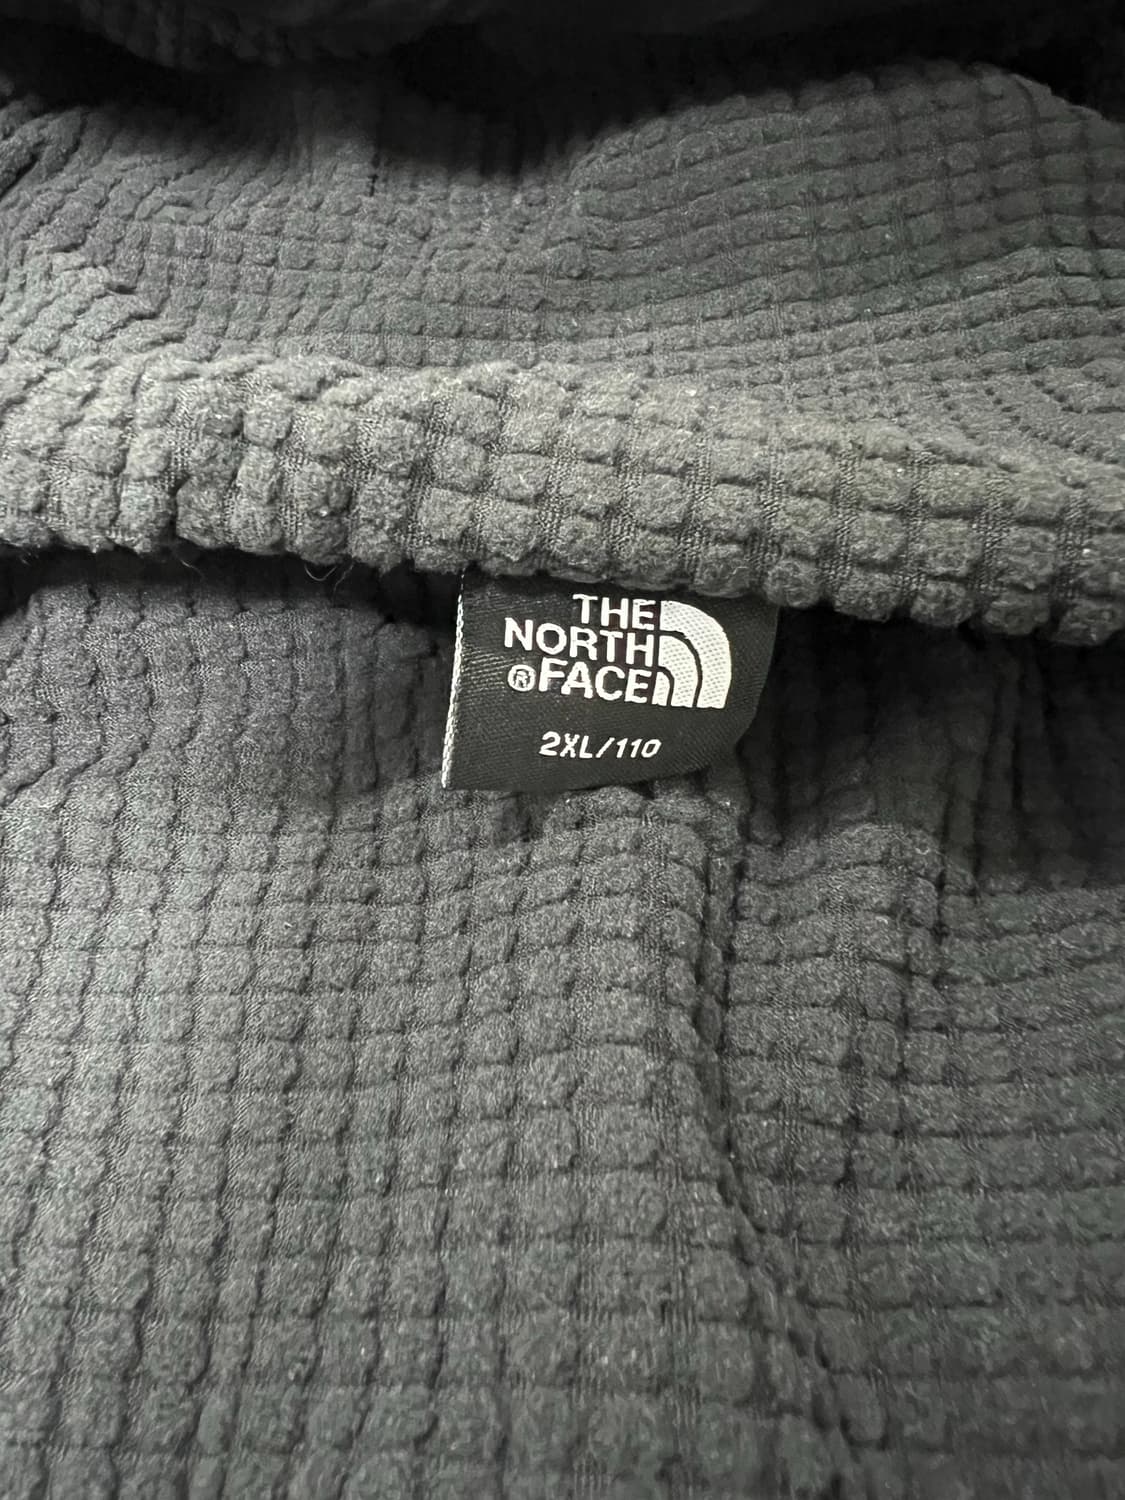 THE
NORTH
®FACE
2XL/110